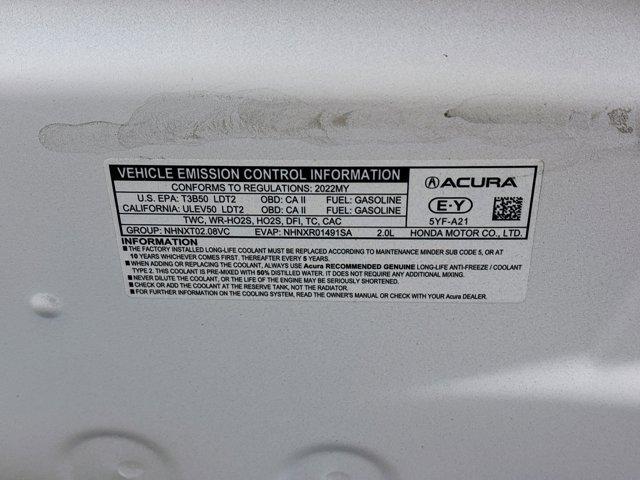 VEHICLE EMISSION CONTROL INFORMATION
CONFORMS TO REGULATIONS: 2022MY
U.S. EPA: T3B50 LDT2 OBD: CA II FUEL: GASOLINE
CALIFORNIA: ULEV50 LDT2 OBD: CA II FUEL: GASOLINE
TWC, WR-HO2S, HO2S, DFI, TC, CAC
GROUP: NHNXT02.08VC EVAP: NHNXR01491SA 2.0L
ACURA
E-Y
5YF-A21
HONDA MOTOR CO., LTD.
INFORMATION
• THE FACTORY INSTALLED LONG-LIFE COOLANT MUST BE REPLACED ACCORDING TO MAINTENANCE MINDER SUB CODE 5, OR AT
10 YEARS WHICHEVER COMES FIRST. THEREAFTER EVERY 5 YEARS.
• WHEN ADDING OR REPLACING THE COOLANT, ALWAYS USE Acura RECOMMENDED GENUINE LONG-LIFE ANTI-FREEZE / COOLANT
TYPE 2. THIS COOLANT IS PRE-MIXED WITH 50% DISTILLED WATER. IT DOES NOT REQUIRE ANY ADDITIONAL MIXING.
• NEVER DILUTE THE COOLANT, OR THE LIFE OF THE ENGINE MAY BE SERIOUSLY SHORTENED.
• CHECK OR ADD THE COOLANT AT THE RESERVE TANK, NOT THE RADIATOR.
• FOR FURTHER INFORMATION ON THE COOLING SYSTEM, READ THE OWNER'S MANUAL OR CHECK WITH YOUR Acura DEALER.